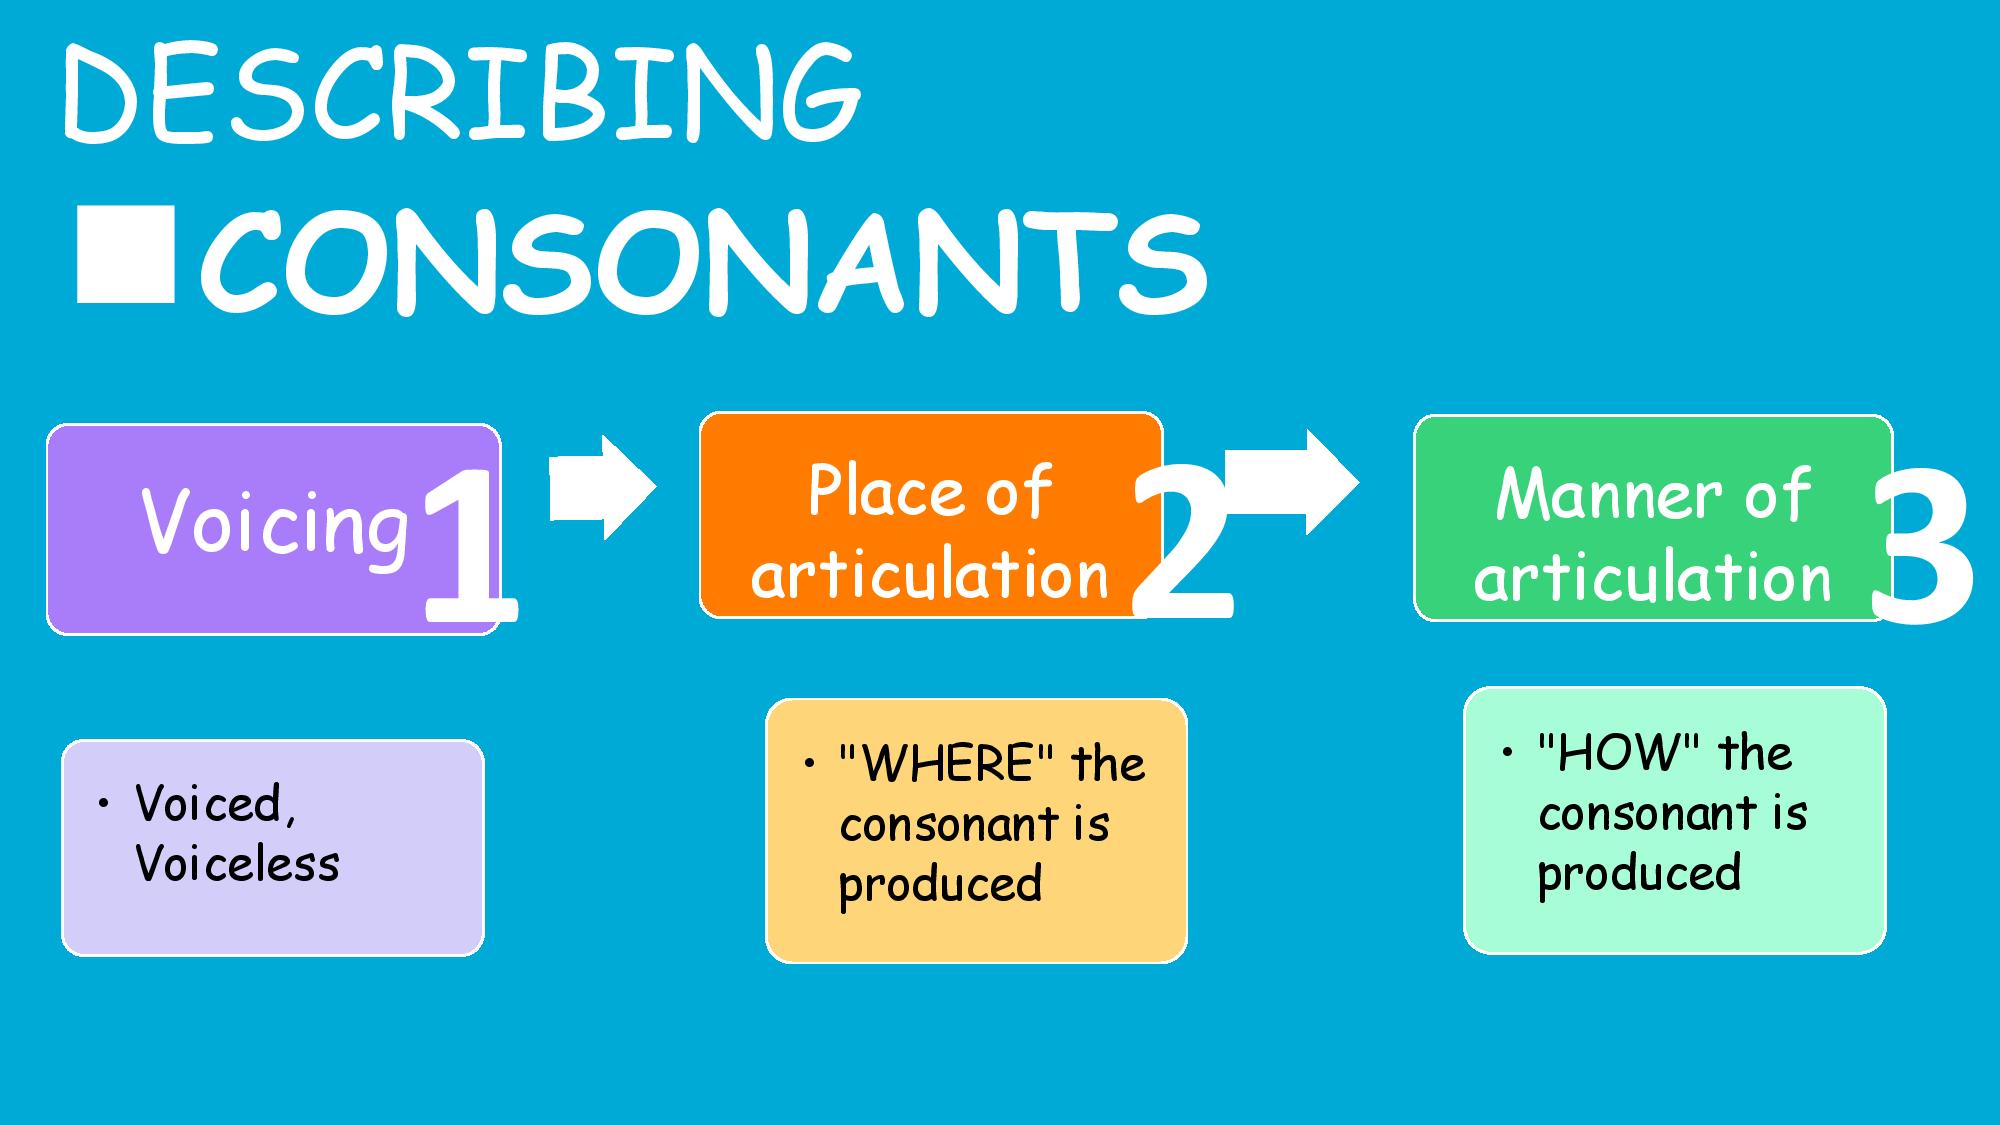 DESCRIBING
CONSONANTS
Voicing
1
Place of
articulation
2
Manner of
articulation
3
• Voiced,
Voiceless
• "WHERE" the
consonant is
produced
• "HOW" the
consonant is
produced